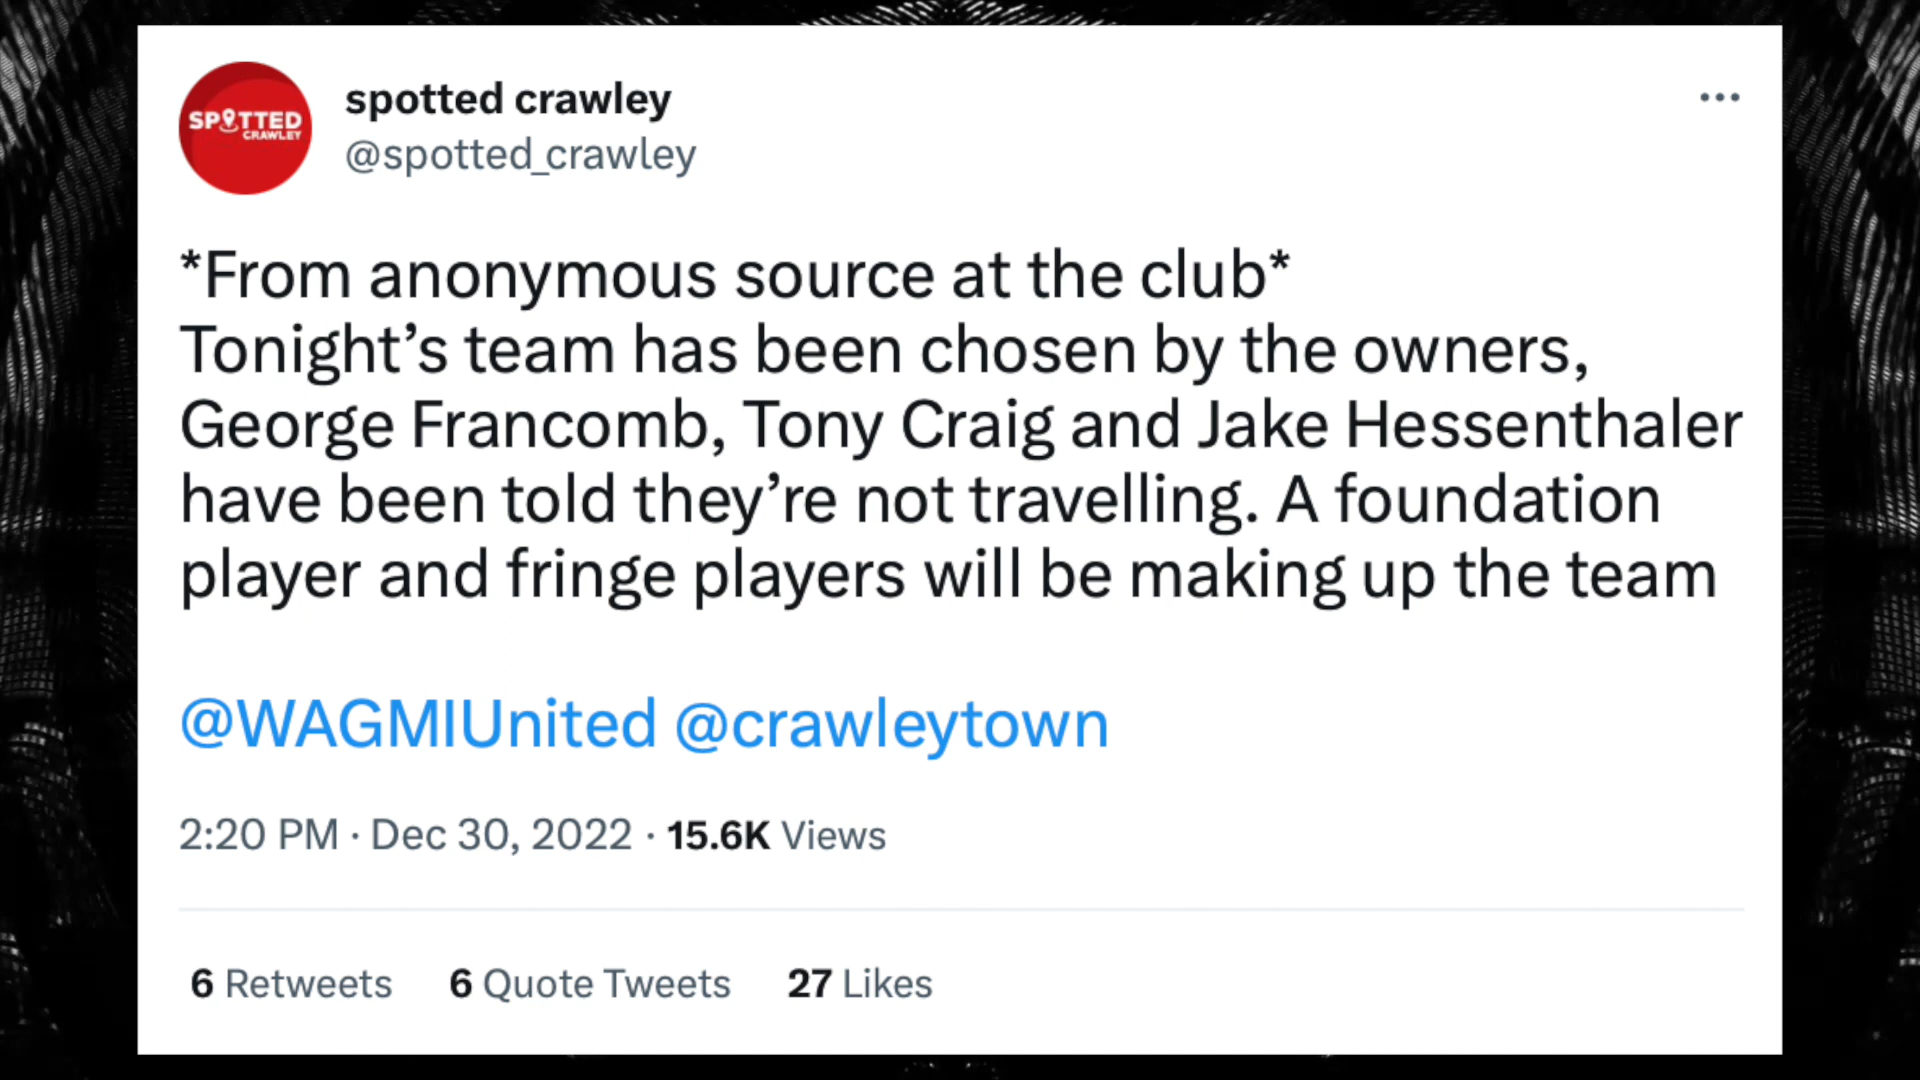 SPOTTED
CRAWLEY
spotted crawley
@spotted_crawley
*From anonymous source at the club*
Tonight’s team has been chosen by the owners,
George Francomb, Tony Craig and Jake Hessenthaler
have been told they’re not travelling. A foundation
player and fringe players will be making up the team
@WAGMIUnited @crawleytown
2:20 PM · Dec 30, 2022 · 15.6K Views
6 Retweets 6 Quote Tweets 27 Likes